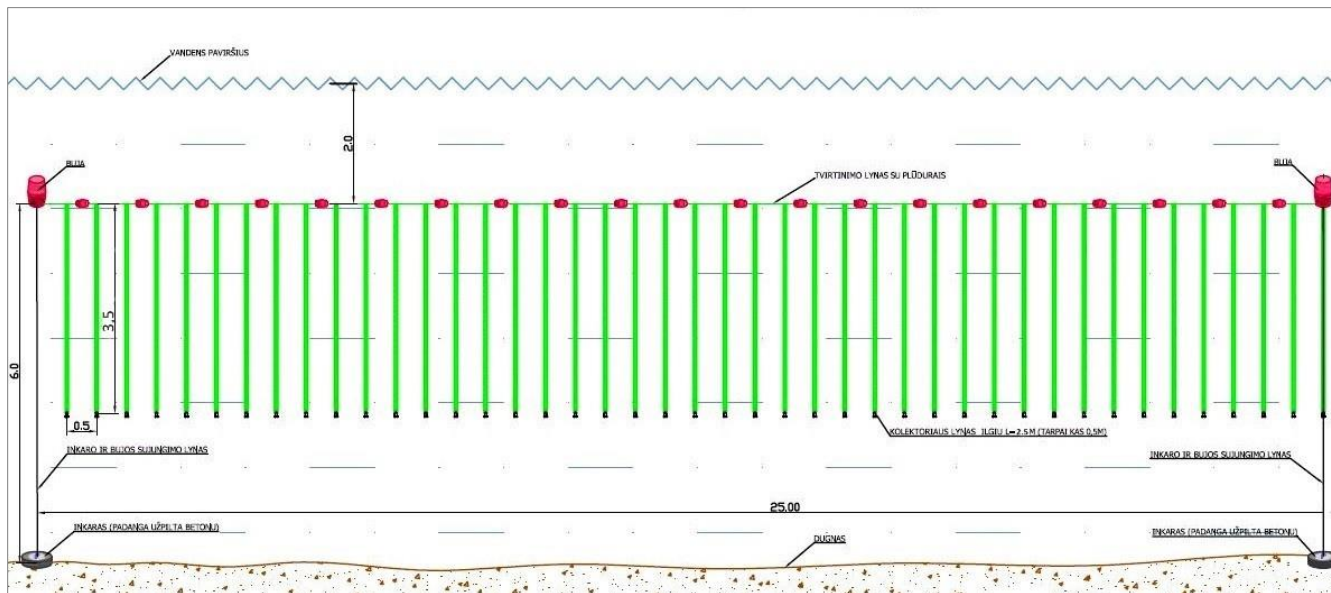 VANDENS PAVIRŠIUS
2.0
BUJA
BUJA
TVIRTINIMO LYNAS SU PLŪDURAIS
3.5
6.0
0.5
KOLEKTORIAUS LYNAS ILGIU L=2.5M (TARPAI KAS 0,5M)
INKARO IR BUJOS SUJUNGIMO LYNAS
INKARO IR BUJOS SUJUNGIMO LYNAS
25.00
INKARAS (PADANGA UŽPILTA BETONU)
INKARAS (PADANGA UŽPILTA BETONU)
DUGNAS